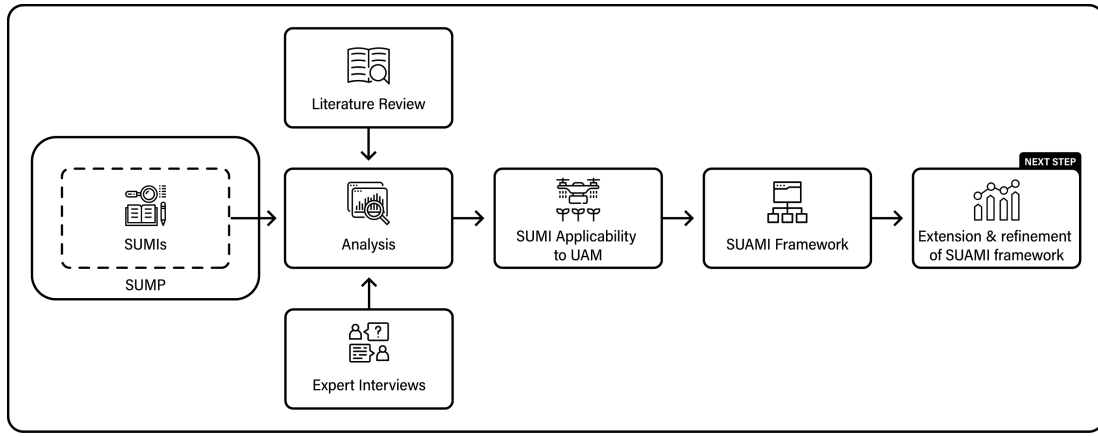 Literature Review
SUMIs
SUMP
Analysis
?
Expert Interviews
SUMI Applicability
to UAM
SUAMI Framework
NEXT STEP
Extension & refinement
of SUAMI framework